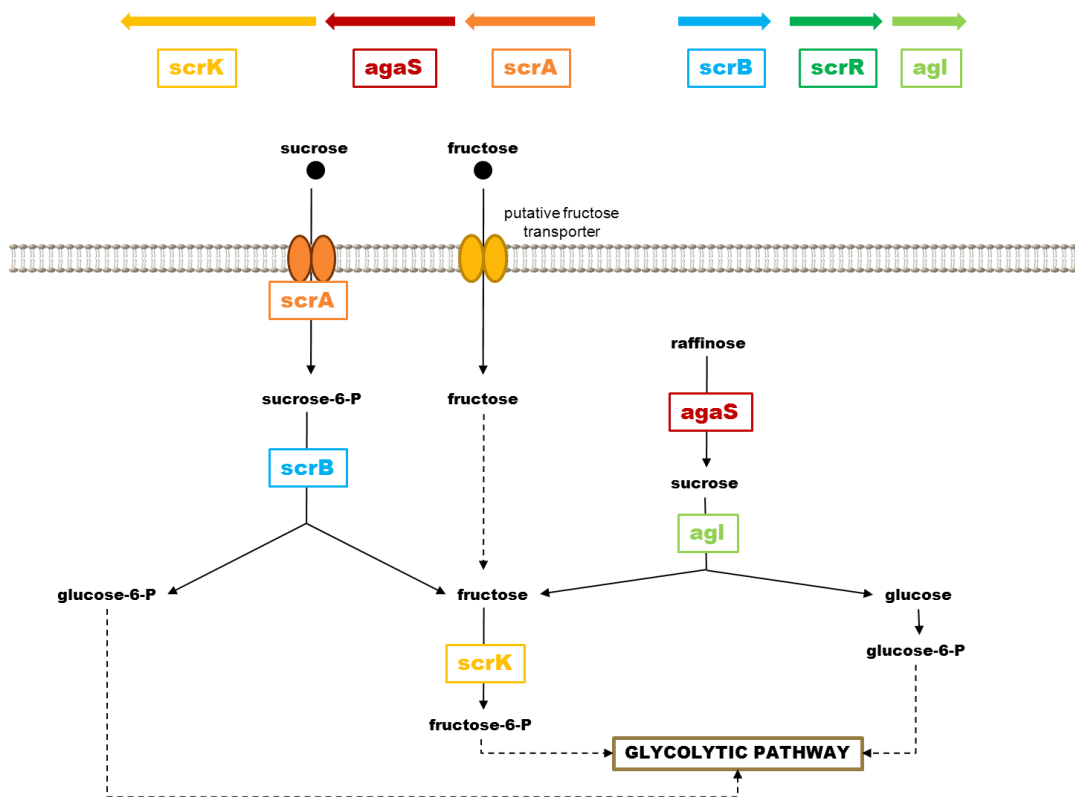 scrK agaS scrA scrB scrR agl
sucrose fructose
putative fructose
transporter
scrA
raffinose
sucrose-6-P fructose
agaS
scrB
sucrose
agl
glucose-6-P fructose glucose
scrK
glucose-6-P
fructose-6-P
GLYCOLYTIC PATHWAY